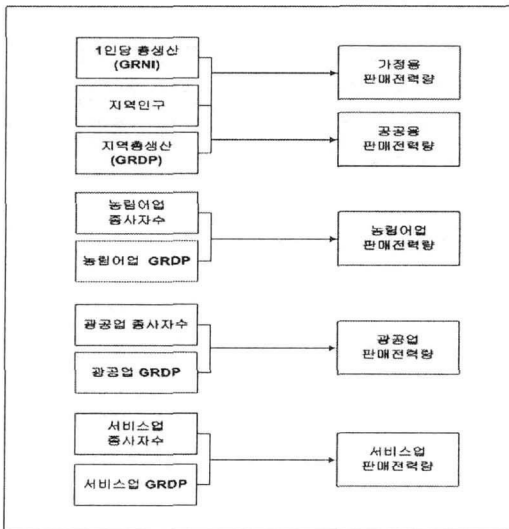 1인당 총생산
(GRNI)
지역인구
지역총생산
(GRDP)
가정용
판매전력량
공공용
판매전력량
농림어업
종사자수
농림어업 GRDP
농림어업
판매전력량
광공업 종사자수
광공업 GRDP
광공업
판매전력량
서비스업
종사자수
서비스업 GRDP
서비스업
판매전력량